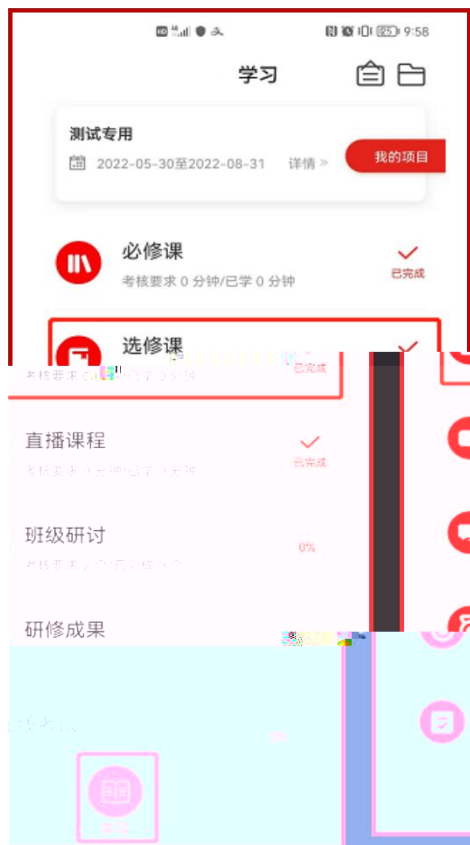 9:58
学习
测试专用
2022-05-30至2022-08-31 详情 >
我的项目
必修课
考核要求 0 分钟/已学 0 分钟
已完成
选修课
已完成
直播课程
已完成
班级研讨
0%
研修成果